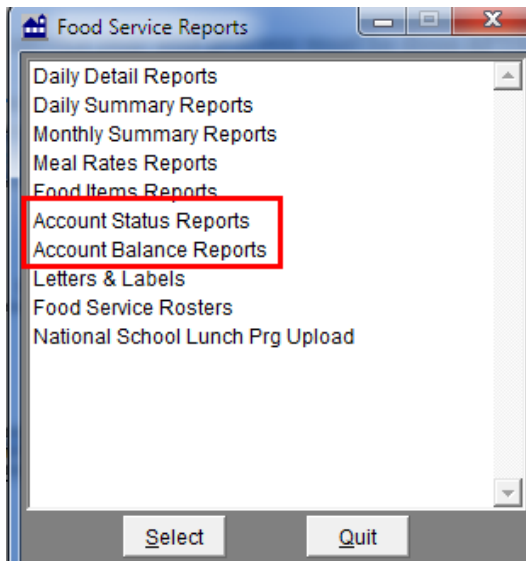 Food Service Reports
Daily Detail Reports
Daily Summary Reports
Monthly Summary Reports
Meal Rates Reports
Food Items Reports
Account Status Reports
Account Balance Reports
Letters & Labels
Food Service Rosters
National School Lunch Prg Upload
Select Quit